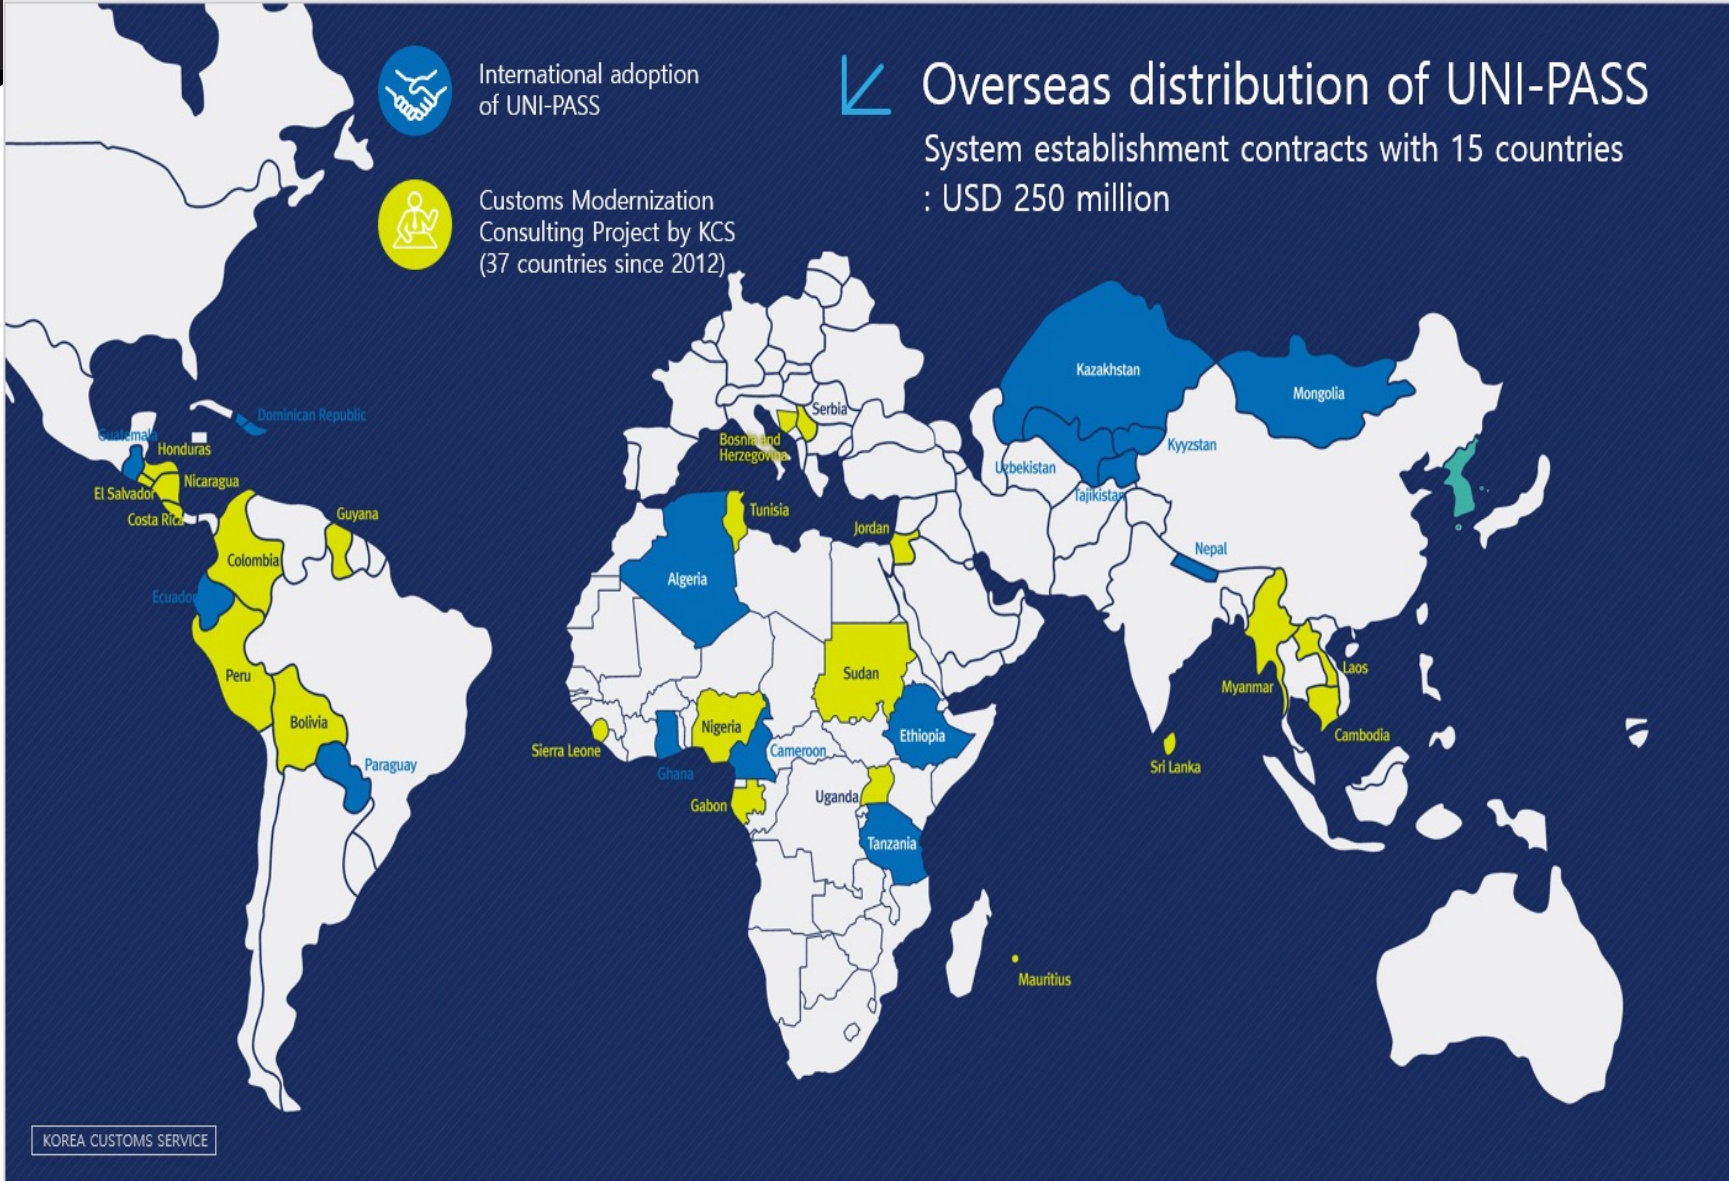 International adoption
of UNI-PASS
Customs Modernization
Consulting Project by KCS
(37 countries since 2012)
Overseas distribution of UNI-PASS
System establishment contracts with 15 countries
: USD 250 million
Dominican Republic
Guatemala
Honduras
Nicaragua
El Salvador
Costa Rica
Guyana
Colombia
Ecuador
Peru
Bolivia
Paraguay
Serbia
Bosnia and
Herzegovina
Tunisia
Jordan
Algeria
Sudan
Sierra Leone
Nigeria
Ghana
Cameroon
Ethiopia
Gabon
Uganda
Tanzania
Mauritius
Kazakhstan
Mongolia
Kyyzstan
Uzbekistan
Tajikistan
Nepal
Myanmar
Laos
Cambodia
Sri Lanka
KOREA CUSTOMS SERVICE